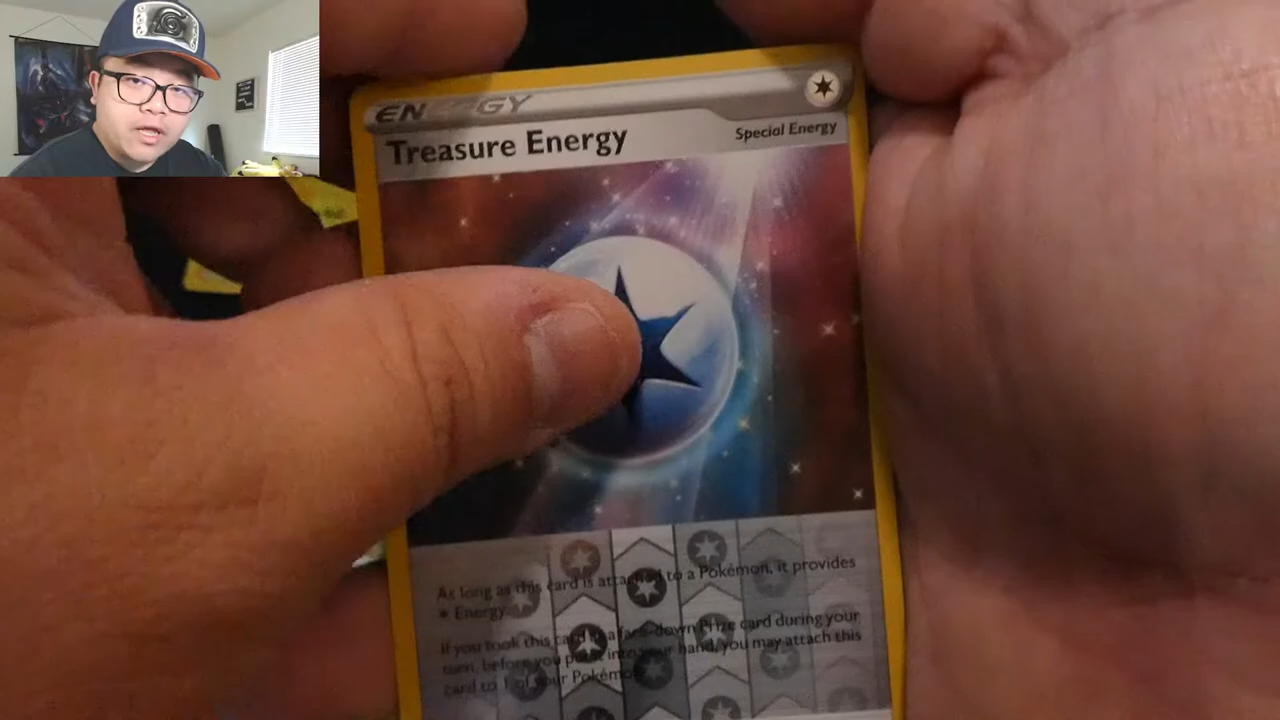 ENERGY
Treasure Energy
Special Energy
As long as this card is attached to a Pokémon, it provides
Energy.
If you took this card as a face-down Prize card during your
turn, before you put it into your hand, you may attach this
card to 1 of your Pokémon.